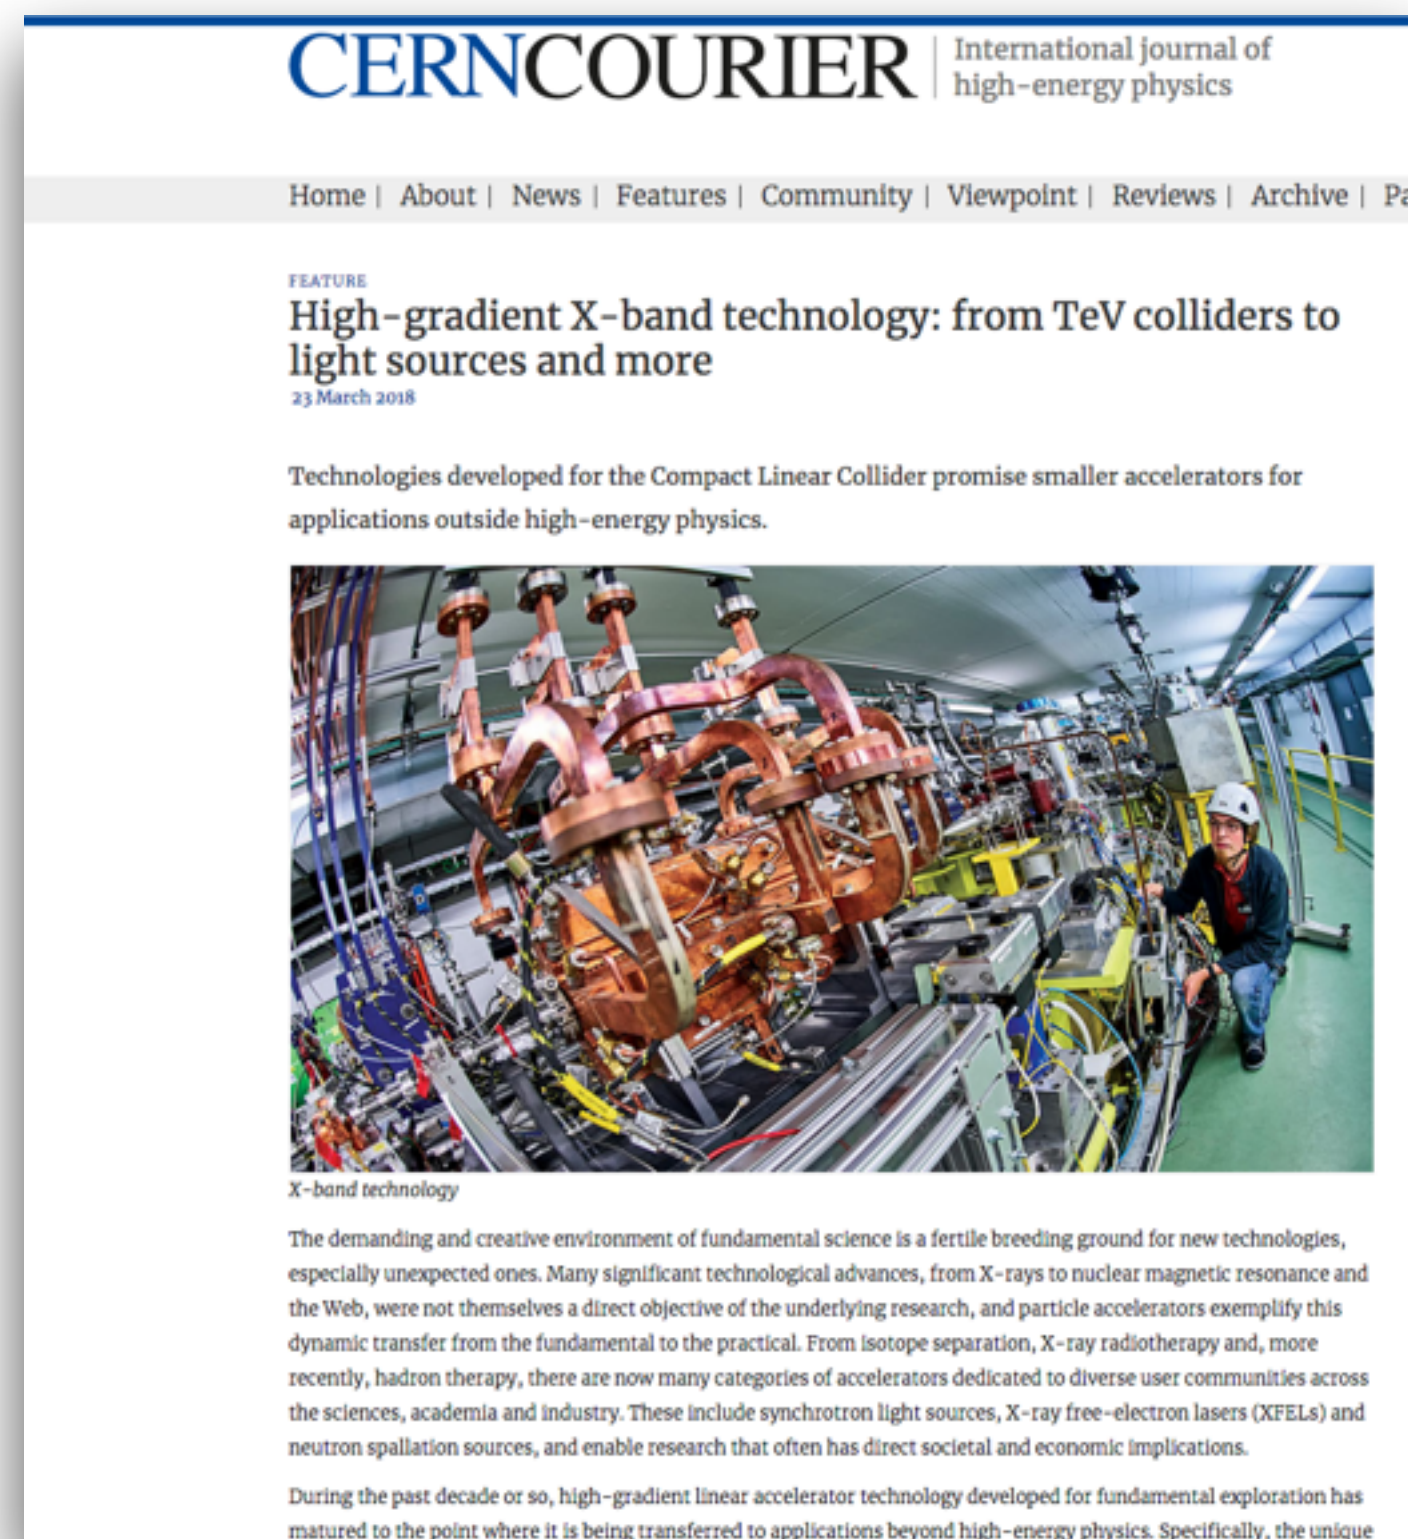 CERNCOURIER
International journal of
high-energy physics
Home | About | News | Features | Community | Viewpoint | Reviews | Archive | Pa
FEATURE
High-gradient X-band technology: from TeV colliders to
light sources and more
23 March 2018
Technologies developed for the Compact Linear Collider promise smaller accelerators for
applications outside high-energy physics.
X-band technology
The demanding and creative environment of fundamental science is a fertile breeding ground for new technologies,
especially unexpected ones. Many significant technological advances, from X-rays to nuclear magnetic resonance and
the Web, were not themselves a direct objective of the underlying research, and particle accelerators exemplify this
dynamic transfer from the fundamental to the practical. From isotope separation, X-ray radiotherapy and, more
recently, hadron therapy, there are now many categories of accelerators dedicated to diverse user communities across
the sciences, academia and industry. These include synchrotron light sources, X-ray free-electron lasers (XFELs) and
neutron spallation sources, and enable research that often has direct societal and economic implications.
During the past decade or so, high-gradient linear accelerator technology developed for fundamental exploration has
matured to the point where it is being transferred to applications beyond high-energy physics. Specifically, the unique